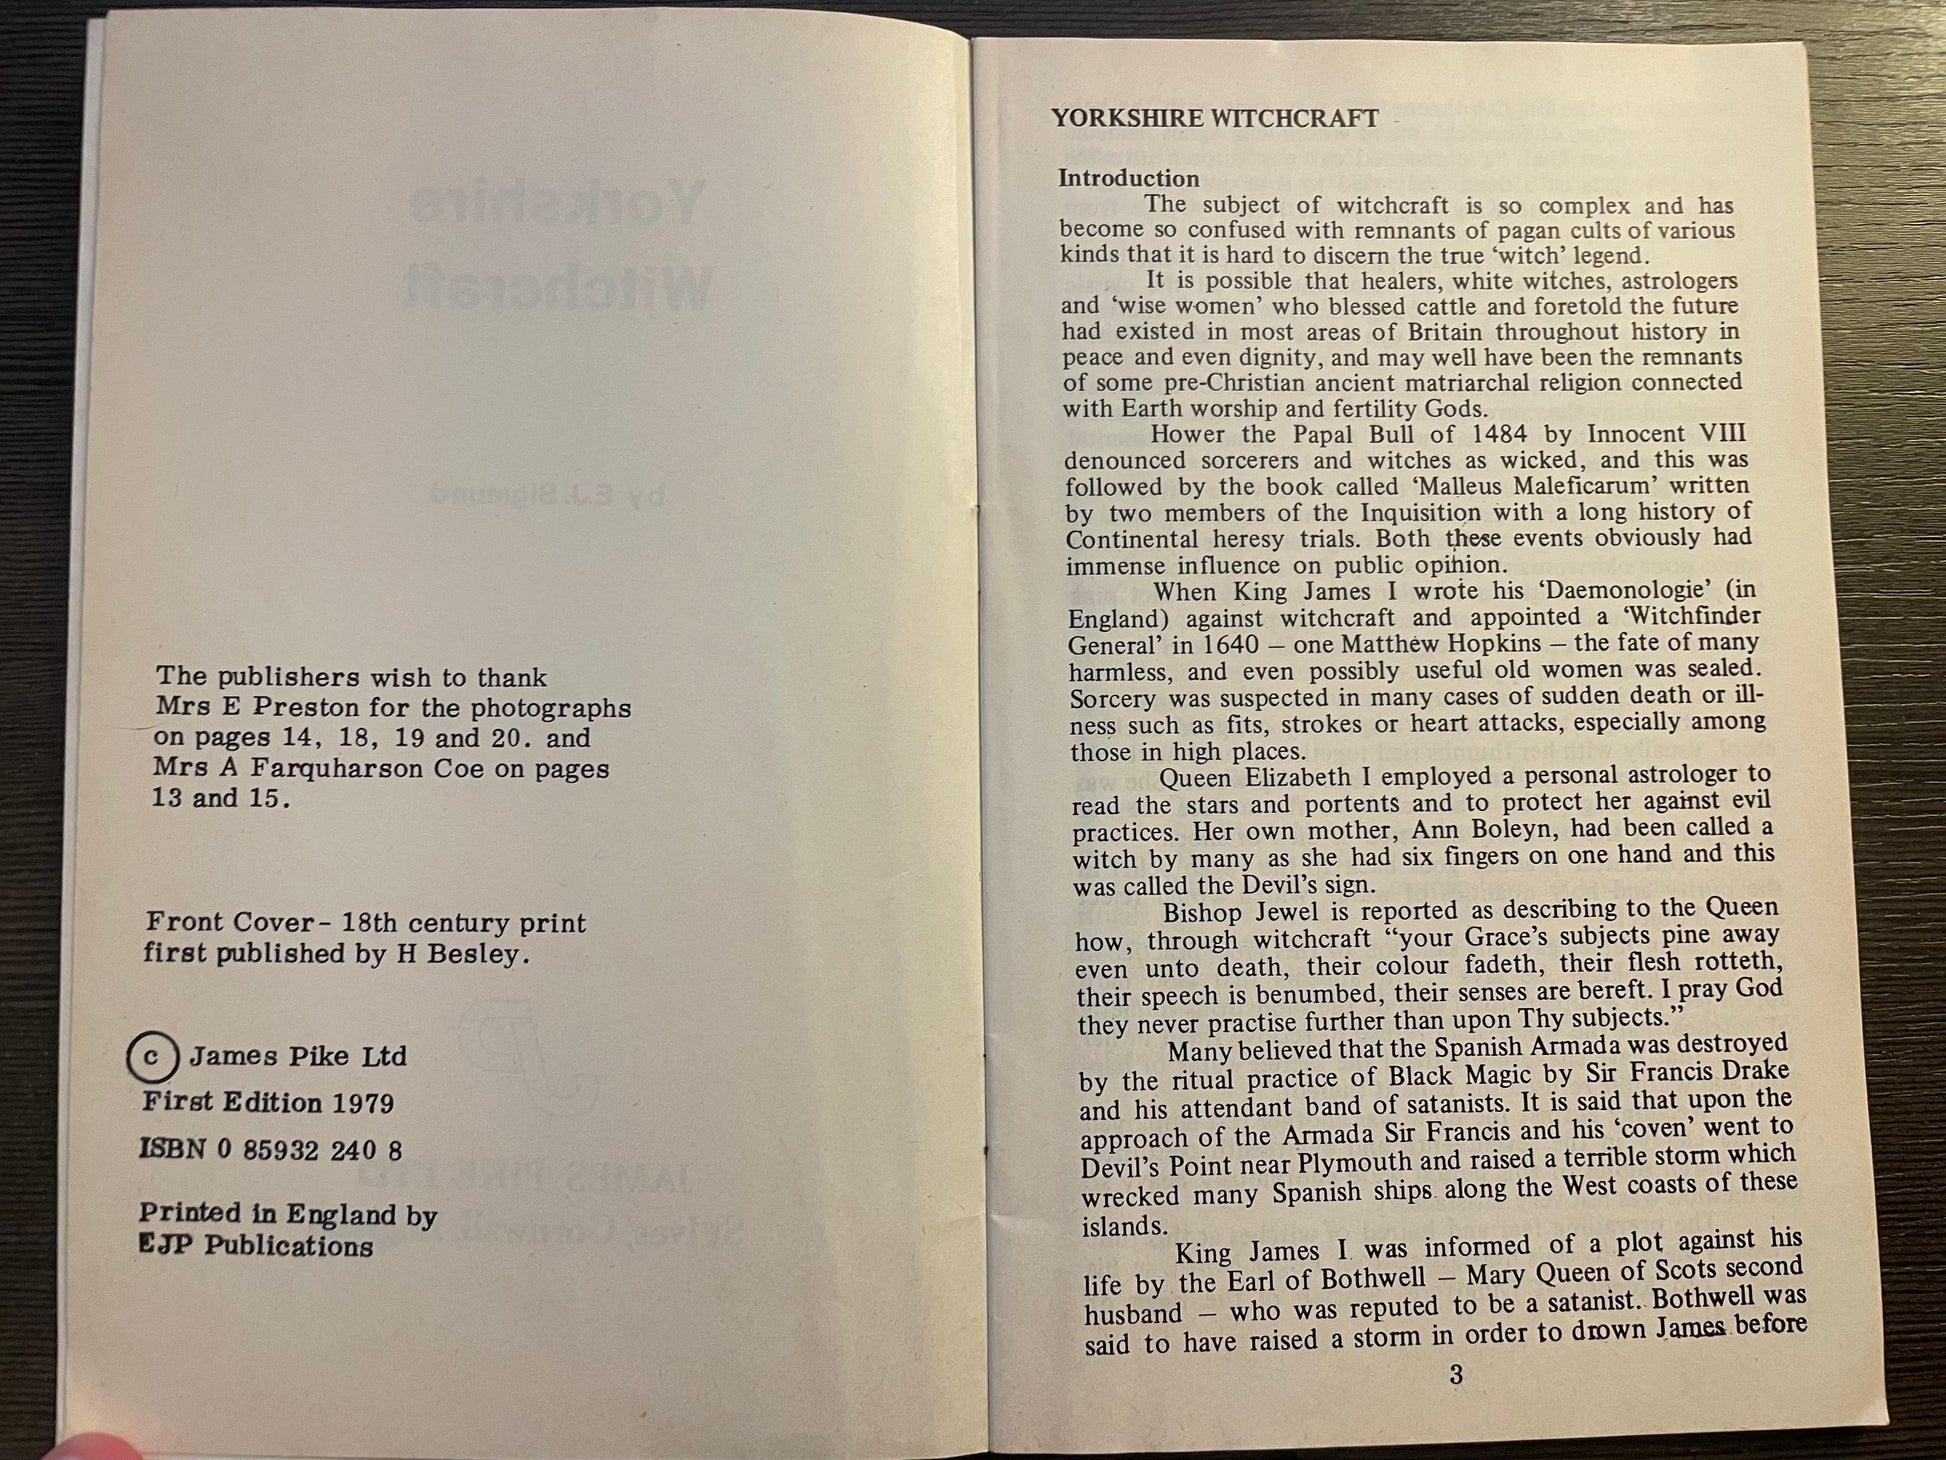 Yorkshire
Witchcraft
by E.J. Sigmund
The publishers wish to thank
Mrs E Preston for the photographs
on pages 14, 18, 19 and 20. and
Mrs A Farquharson Coe on pages
13 and 15.
Front Cover- 18th century print
first published by H Besley.
c James Pike Ltd
First Edition 1979
ISBN 0 85932 240 8
JAMES PIKE LTD
St Ives, Cornwall
Printed in England by
EJP Publications
YORKSHIRE WITCHCRAFT
Introduction
The subject of witchcraft is so complex and has
become so confused with remnants of pagan cults of various
kinds that it is hard to discern the true ‘witch’ legend.
It is possible that healers, white witches, astrologers
and ‘wise women’ who blessed cattle and foretold the future
had existed in most areas of Britain throughout history in
peace and even dignity, and may well have been the remnants
of some pre-Christian ancient matriarchal religion connected
with Earth worship and fertility Gods.
Hower the Papal Bull of 1484 by Innocent VIII
denounced sorcerers and witches as wicked, and this was
followed by the book called ‘Malleus Maleficarum’ written
by two members of the Inquisition with a long history of
Continental heresy trials. Both these events obviously had
immense influence on public opinion.
When King James I wrote his ‘Daemonologie’ (in
England) against witchcraft and appointed a ‘Witchfinder
General’ in 1640 – one Matthew Hopkins – the fate of many
harmless, and even possibly useful old women was sealed.
Sorcery was suspected in many cases of sudden death or ill-
ness such as fits, strokes or heart attacks, especially among
those in high places.
Queen Elizabeth I employed a personal astrologer to
read the stars and portents and to protect her against evil
practices. Her own mother, Ann Boleyn, had been called a
witch by many as she had six fingers on one hand and this
was called the Devil’s sign.
Bishop Jewel is reported as describing to the Queen
how, through witchcraft “your Grace’s subjects pine away
even unto death, their colour fadeth, their flesh rotteth,
their speech is benumbed, their senses are bereft. I pray God
they never practise further than upon Thy subjects.”
Many believed that the Spanish Armada was destroyed
by the ritual practice of Black Magic by Sir Francis Drake
and his attendant band of satanists. It is said that upon the
approach of the Armada Sir Francis and his ‘coven’ went to
Devil’s Point near Plymouth and raised a terrible storm which
wrecked many Spanish ships along the West coasts of these
islands.
King James I was informed of a plot against his
life by the Earl of Bothwell – Mary Queen of Scots second
husband – who was reputed to be a satanist. Bothwell was
said to have raised a storm in order to drown James before
3